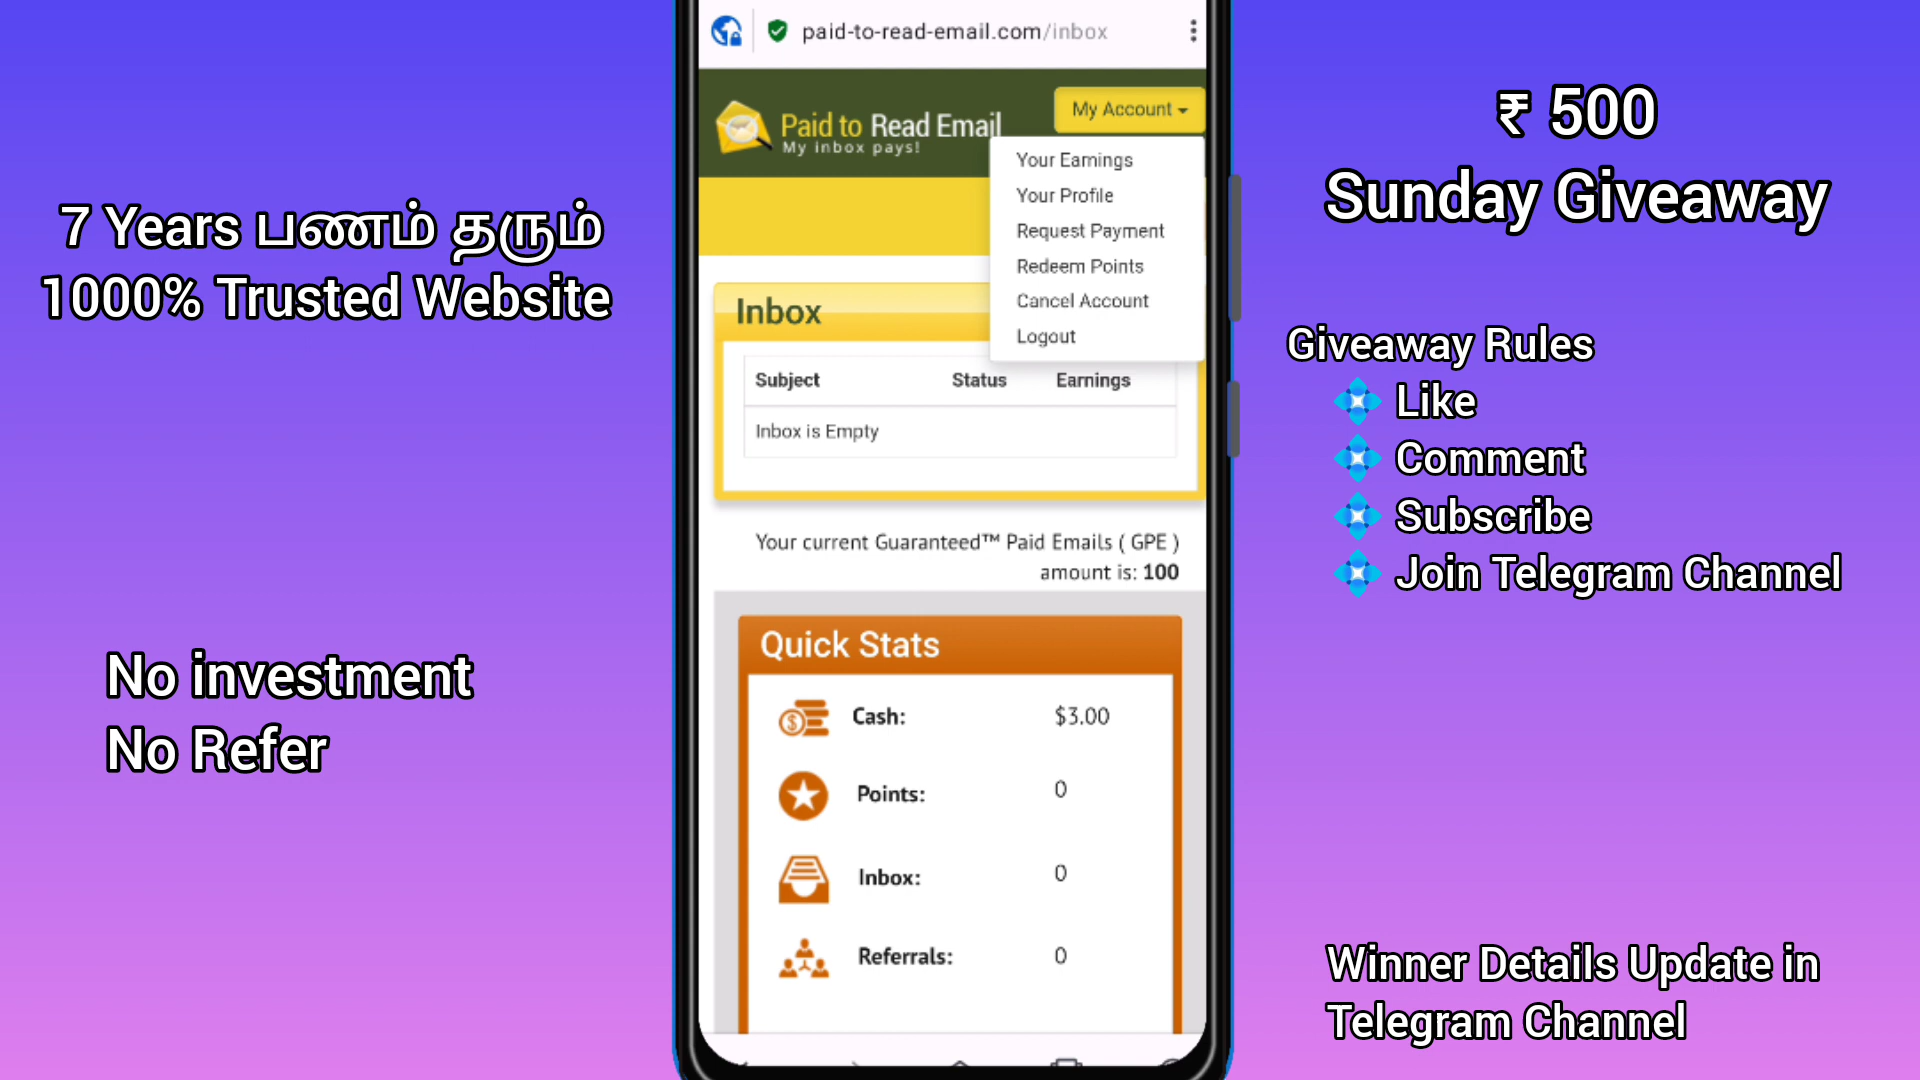 7 Years பணம் தரும்
1000% Trusted Website
No investment
No Refer
paid-to-read-email.com/inbox
Paid to Read Email
My inbox pays!
My Account
Your Earnings
Your Profile
Request Payment
Redeem Points
Cancel Account
Logout
Inbox
Subject Status Earnings
Inbox is Empty
Your current Guaranteed™ Paid Emails ( GPE )
amount is: 100
Quick Stats
Cash: $3.00
Points: 0
Inbox: 0
Referrals: 0
₹ 500
Sunday Giveaway
Giveaway Rules
Like
Comment
Subscribe
Join Telegram Channel
Winner Details Update in
Telegram Channel